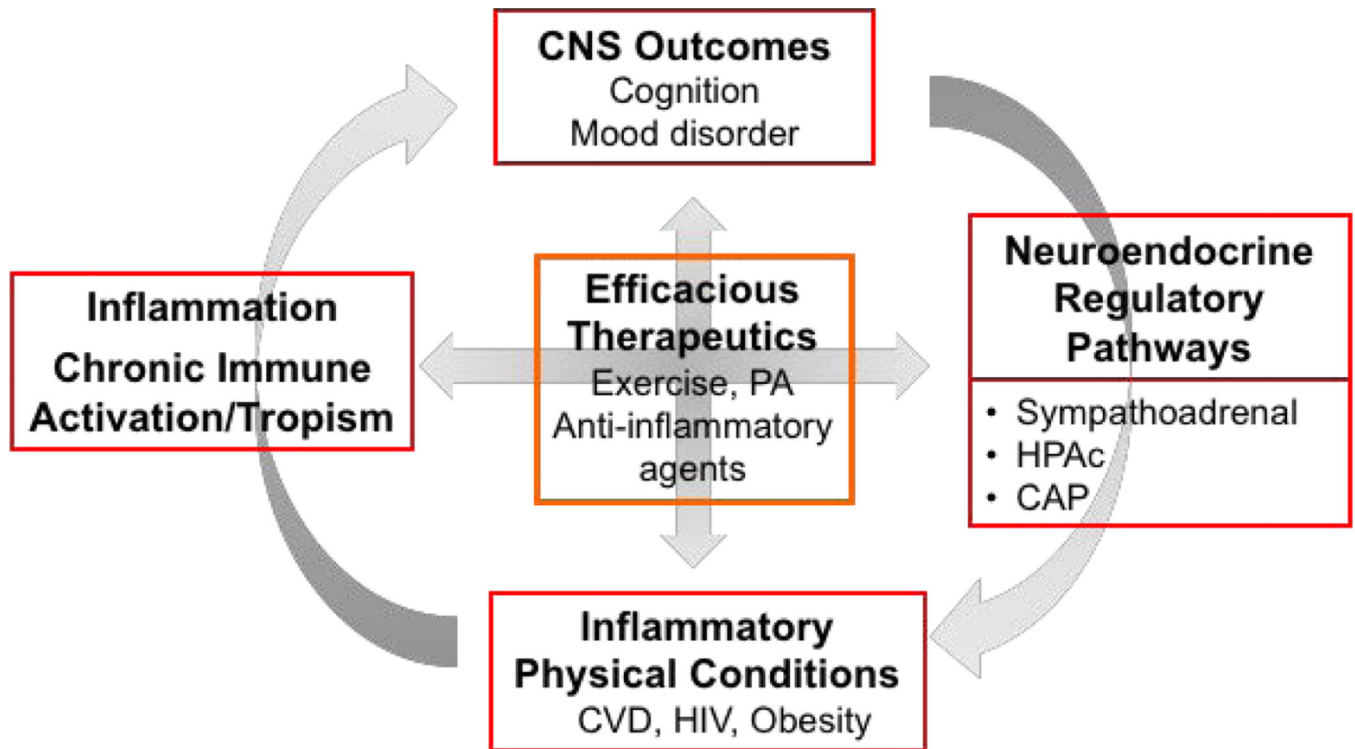 CNS Outcomes
Cognition
Mood disorder
Inflammation
Chronic Immune
Activation/Tropism
Efficacious
Therapeutics
Exercise, PA
Anti-inflammatory
agents
Neuroendocrine
Regulatory
Pathways
• Sympathoadrenal
• HPAc
• CAP
Inflammatory
Physical Conditions
CVD, HIV, Obesity